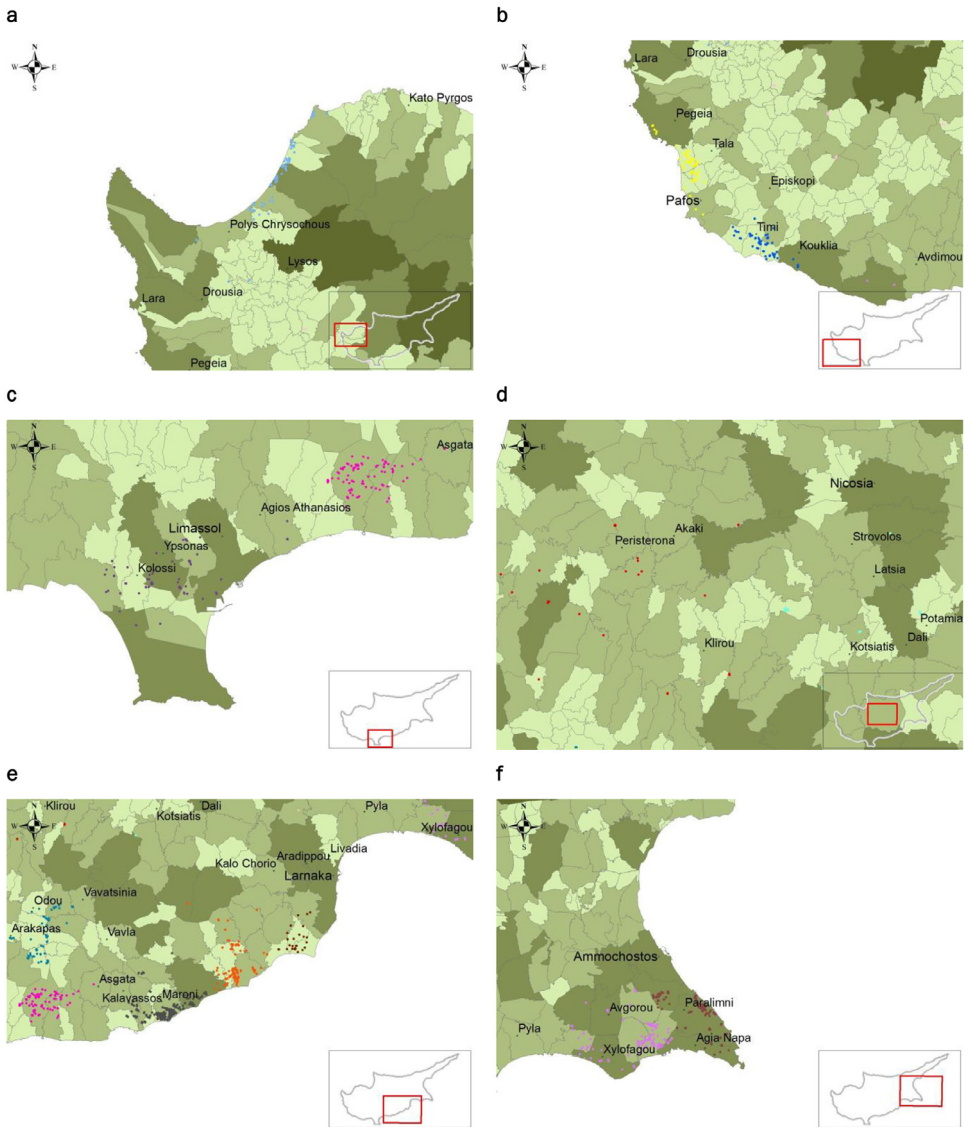 a
N
W E
S
Kato Pyrgos
Polys Chrysochous
Lysos
Drousia
Lara
Pegeia
b
N
W E
S
Drousia
Lara
Pegeia
Tala
Episkopi
Pafos
Timi
Kouklia
Avdimou
c
N
W E
S
Asgata
Agios Athanasios
Limassol
Ypsonas
Kolossi
d
N
W E
S
Nicosia
Akaki
Strovolos
Peristerona
Latsia
Potamia
Klirou
Dali
Kotsiatis
e
N
W E
S
Klirou
Dali
Pyla
Kotsiatis
Xylofagou
Livadia
Aradippou
Kalo Chorio
Larnaka
Vavatsinia
Odou
Arakapas
Vavla
Asgata
Maroni
Kalavassos
f
N
W E
S
Ammochostos
Avgorou
Paralimni
Pyla
Agia Napa
Xylofagou